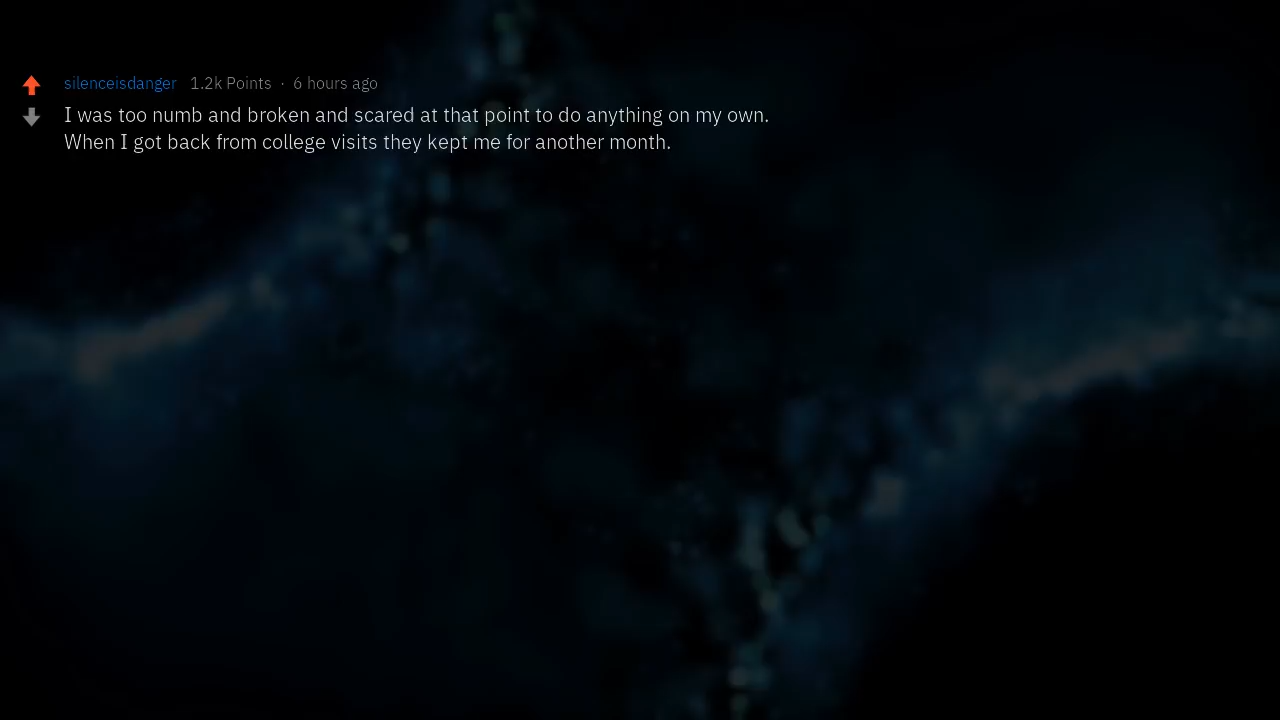 silenceisdanger 1.2k Points · 6 hours ago
I was too numb and broken and scared at that point to do anything on my own.
When I got back from college visits they kept me for another month.